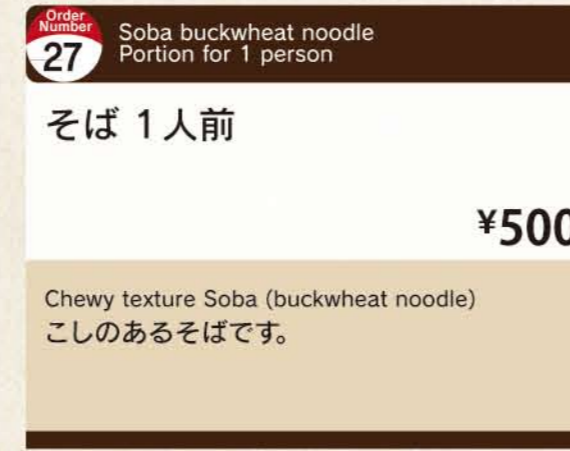 Order
Number
27
Soba buckwheat noodle
Portion for 1 person
そば 1人前
¥500
Chewy texture Soba (buckwheat noodle)
こしのあるそばです。